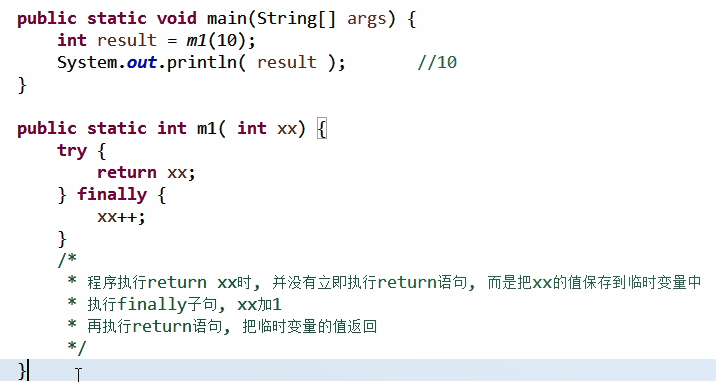 public static void main(String[] args) {
    int result = m1(10);
    System.out.println( result );        //10
}

public static int m1( int xx) {
    try {
        return xx;
    } finally {
        xx++;
    }
    /*
     * 程序执行return xx时, 并没有立即执行return语句, 而是把xx的值保存到临时变量中
     * 执行finally子句, xx加1
     * 再执行return语句, 把临时变量的值返回
     */
}